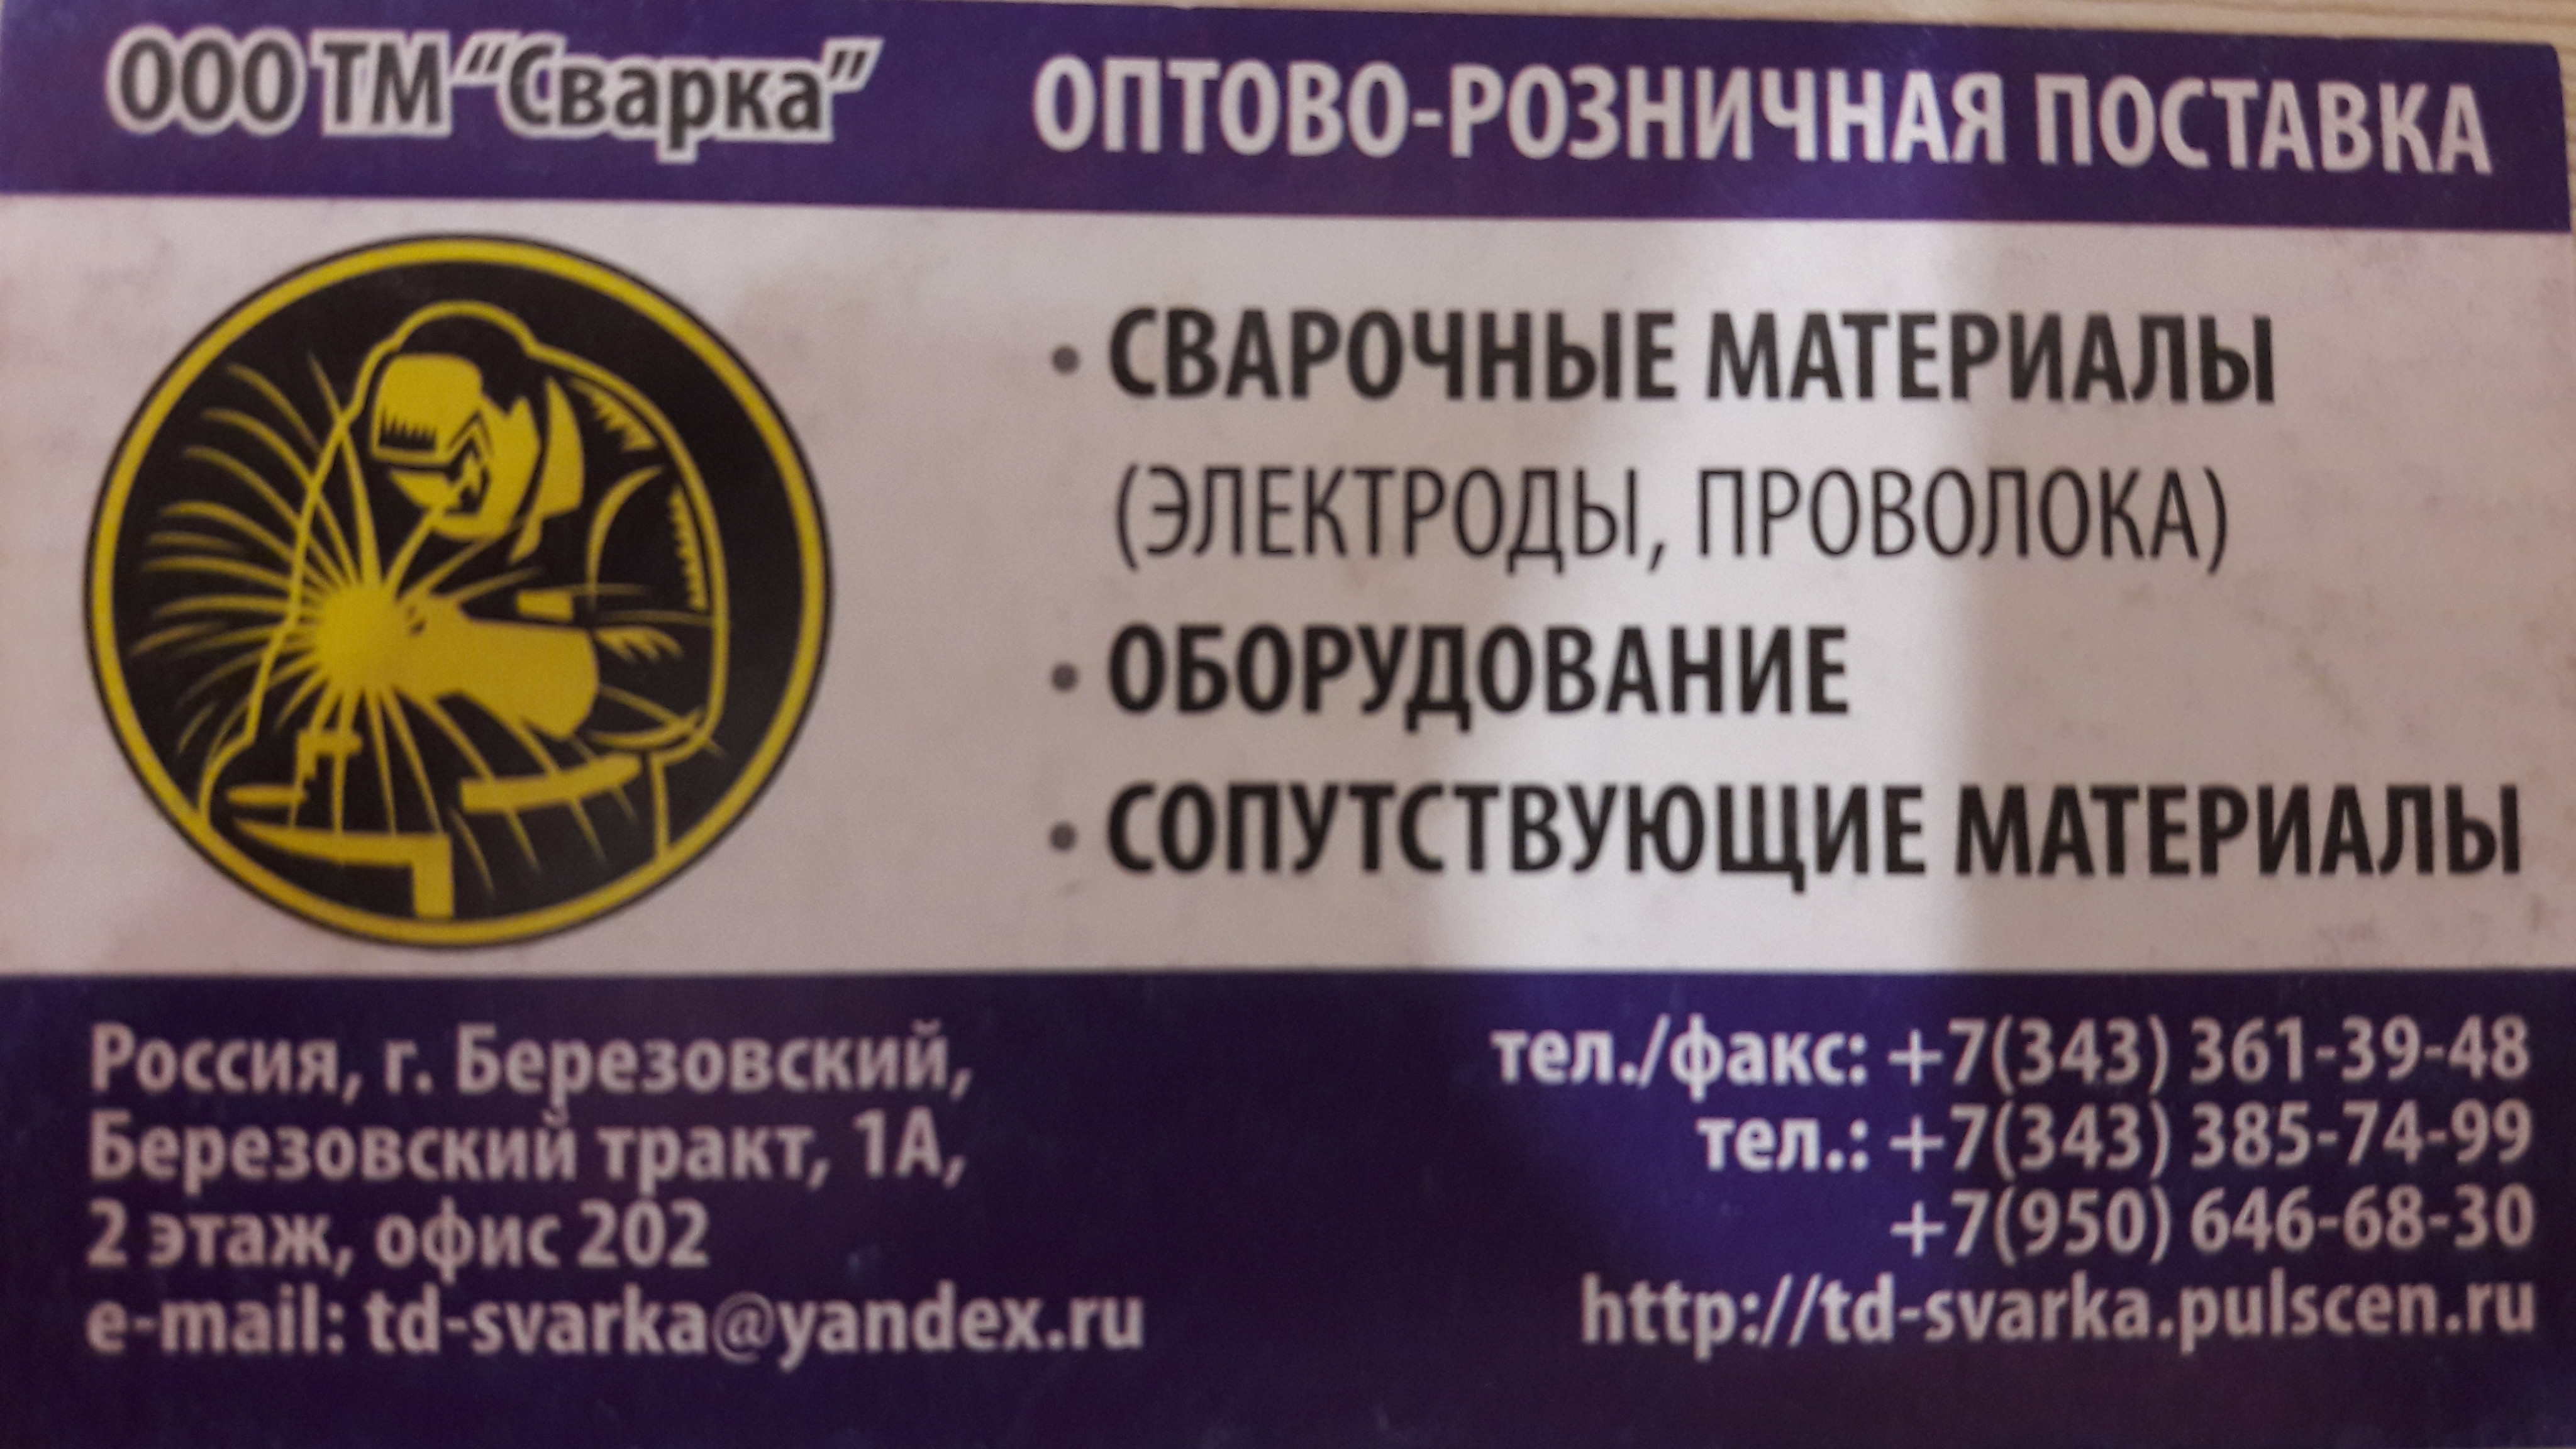 ООО ТМ “Сварка”
ОПТОВО-РОЗНИЧНАЯ ПОСТАВКА
• СВАРОЧНЫЕ МАТЕРИАЛЫ
(ЭЛЕКТРОДЫ, ПРОВОЛОКА)
• ОБОРУДОВАНИЕ
• СОПУТСТВУЮЩИЕ МАТЕРИАЛЫ
Россия, г. Березовский,
Березовский тракт, 1А,
2 этаж, офис 202
e-mail: td-svarka@yandex.ru
тел./факс: +7(343) 361-39-48
тел.: +7(343) 385-74-99
+7(950) 646-68-30
http://td-svarka.pulscen.ru